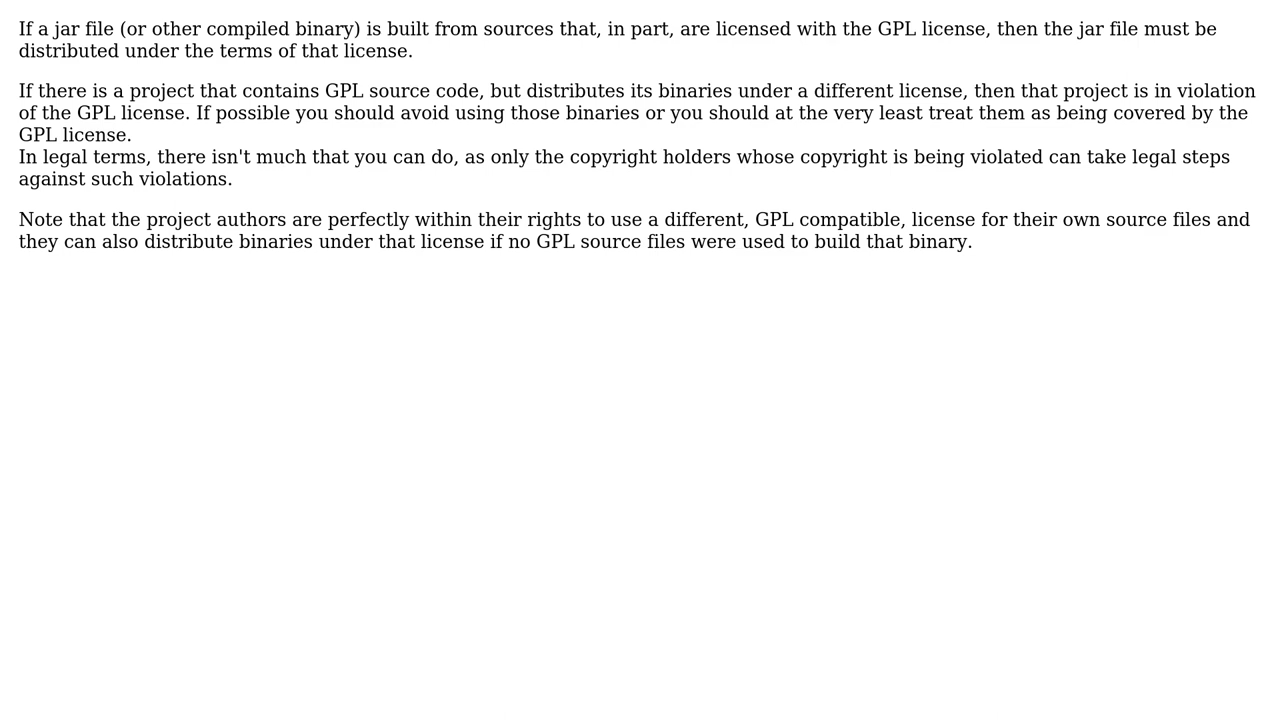 If a jar file (or other compiled binary) is built from sources that, in part, are licensed with the GPL license, then the jar file must be
distributed under the terms of that license.
If there is a project that contains GPL source code, but distributes its binaries under a different license, then that project is in violation
of the GPL license. If possible you should avoid using those binaries or you should at the very least treat them as being covered by the
GPL license.
In legal terms, there isn't much that you can do, as only the copyright holders whose copyright is being violated can take legal steps
against such violations.
Note that the project authors are perfectly within their rights to use a different, GPL compatible, license for their own source files and
they can also distribute binaries under that license if no GPL source files were used to build that binary.